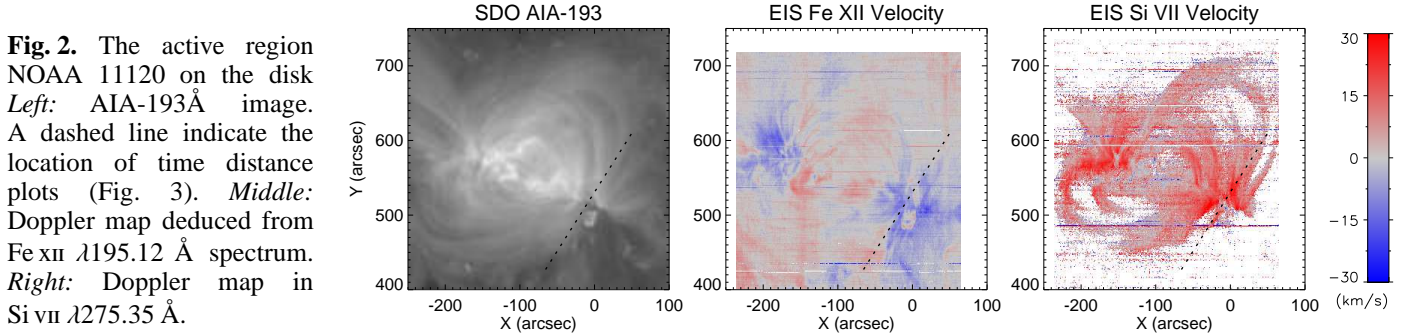 Fig. 2. The active region
NOAA 11120 on the disk
Left: AIA-193Å image.
A dashed line indicate the
location of time distance
plots (Fig. 3). Middle:
Doppler map deduced from
Fe XII λ195.12 Å spectrum.
Right: Doppler map in
Si VII λ275.35 Å.
SDO AIA-193
Y (arcsec)
700
600
500
400
-200 -100 0 100
X (arcsec)
EIS Fe XII Velocity
700
600
500
400
-200 -100 0 100
X (arcsec)
EIS Si VII Velocity
700
600
500
400
-200 -100 0 100
X (arcsec)
30
15
0
-15
-30
(km/s)